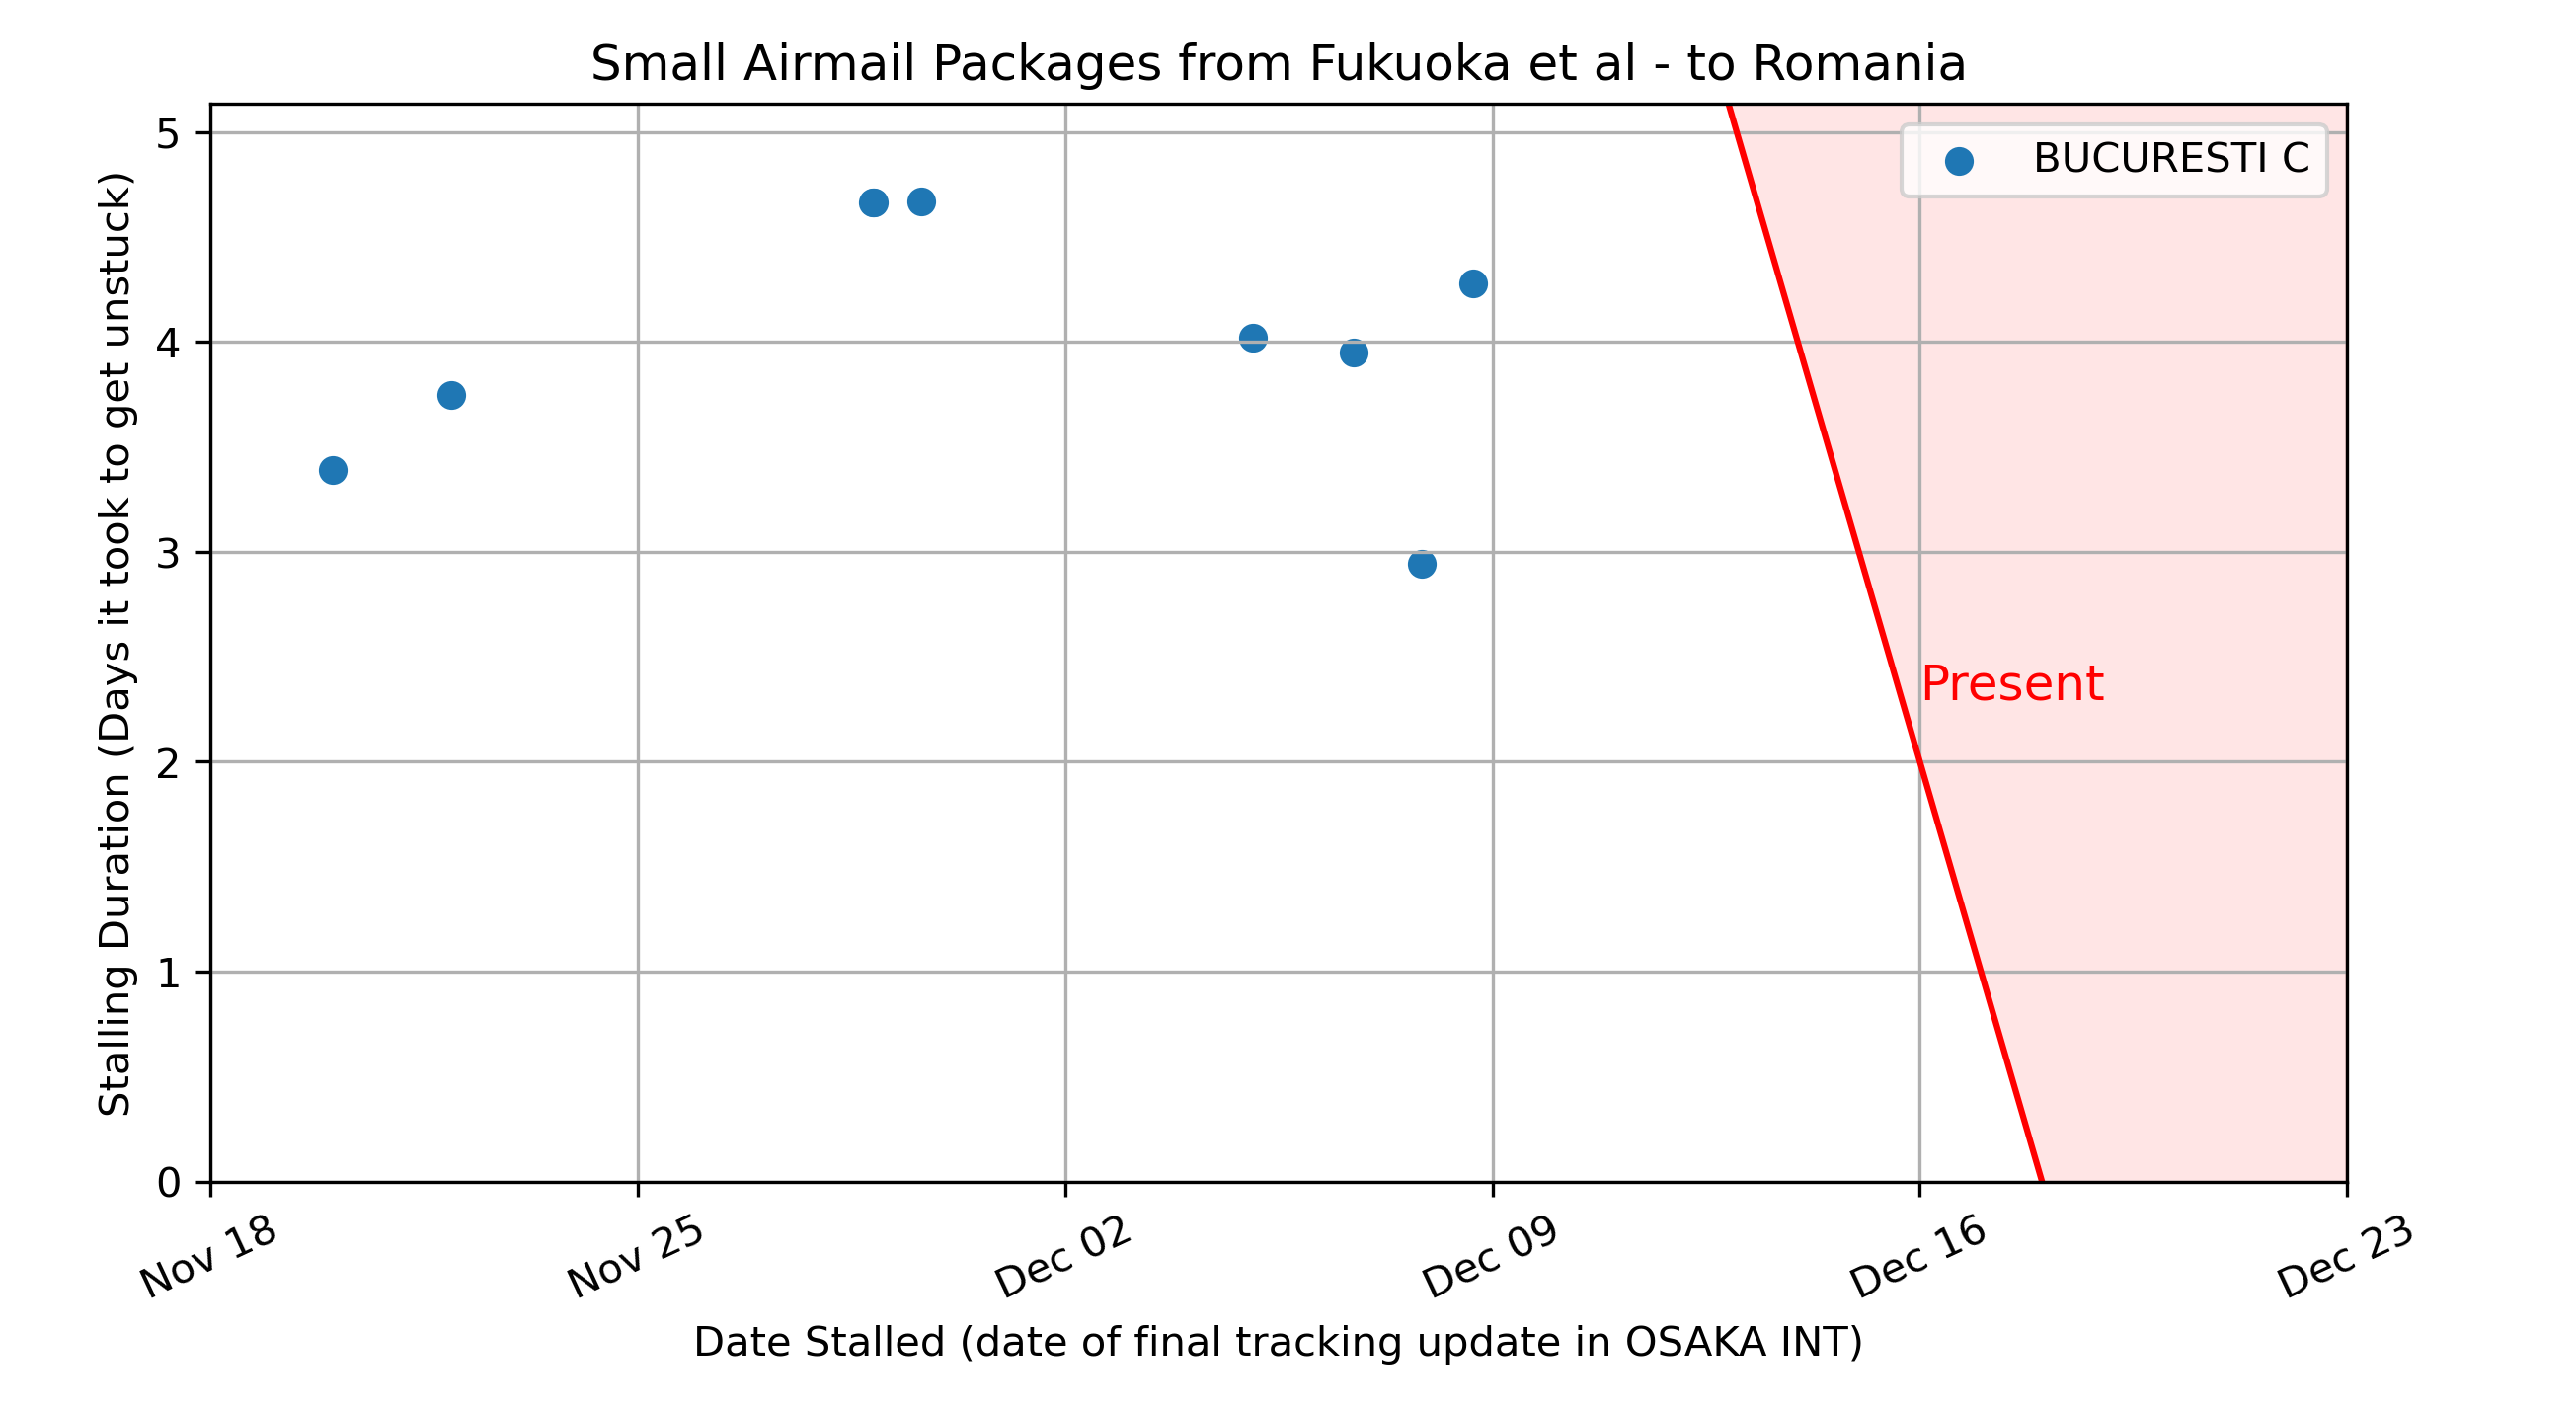 Small Airmail Packages from Fukuoka et al - to Romania
BUCURESTI C
Stalling Duration (Days it took to get unstuck)
5
4
3
2
1
0
Present
Nov 18
Nov 25
Dec 02
Dec 09
Dec 16
Dec 23
Date Stalled (date of final tracking update in OSAKA INT)